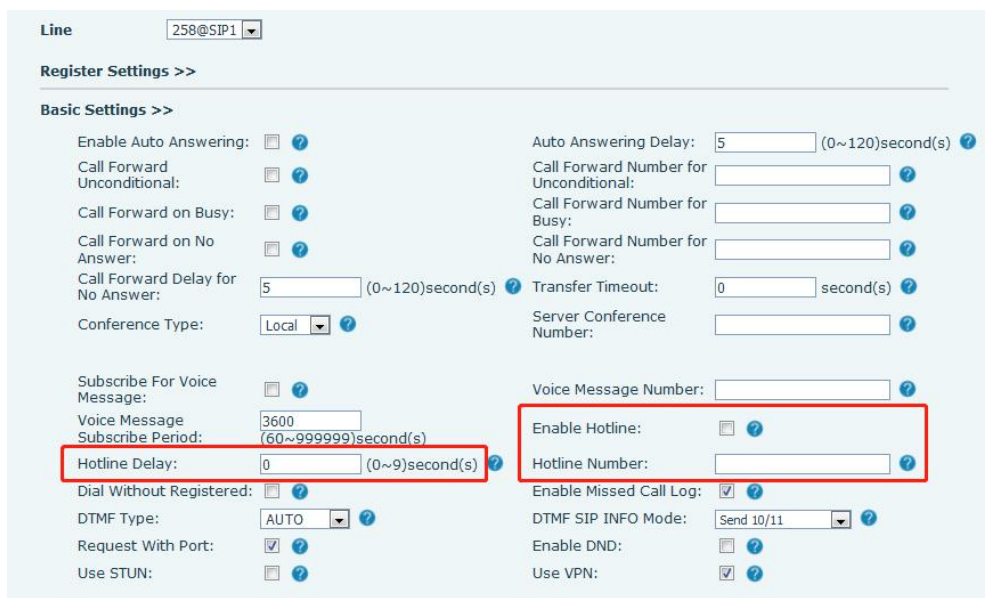 Line 258@SIP1
Register Settings >>
Basic Settings >>
Enable Auto Answering: Auto Answering Delay: 5 (0~120)second(s)
Call Forward Unconditional: Call Forward Number for Unconditional:
Call Forward on Busy: Call Forward Number for Busy:
Call Forward on No Answer: Call Forward Number for No Answer:
Call Forward Delay for No Answer: 5 (0~120)second(s) Transfer Timeout: 0 second(s)
Conference Type: Local Server Conference Number:
Subscribe For Voice Message: Voice Message Number:
Voice Message Subscribe Period: 3600 (60~999999)second(s) Enable Hotline:
Hotline Delay: 0 (0~9)second(s) Hotline Number:
Dial Without Registered: Enable Missed Call Log:
DTMF Type: AUTO DTMF SIP INFO Mode: Send 10/11
Request With Port: Enable DND:
Use STUN: Use VPN: